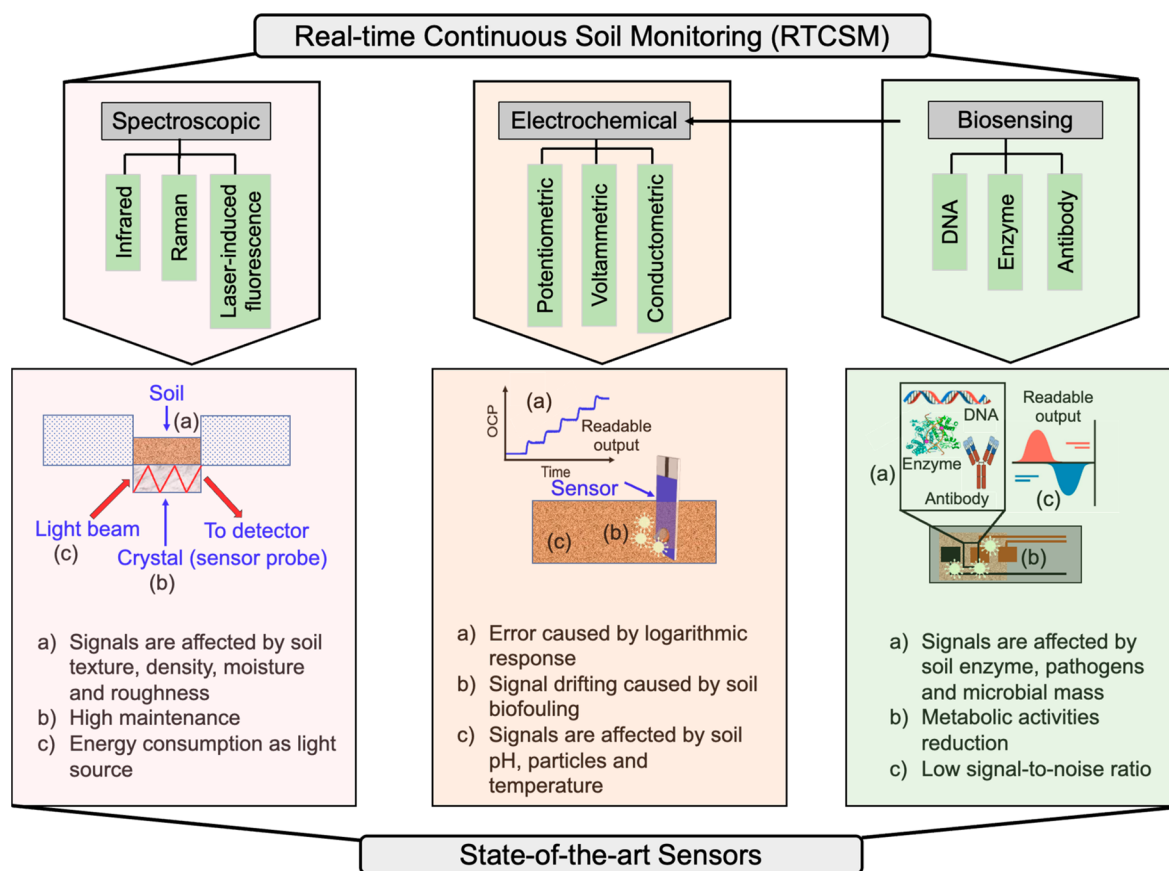 Real-time Continuous Soil Monitoring (RTCSM)
Spectroscopic
Infrared
Raman
Laser-induced
fluorescence
Electrochemical
Potentiometric
Voltammetric
Conductometric
Biosensing
DNA
Enzyme
Antibody
Soil
(a)
Light beam
(c)
To detector
Crystal (sensor probe)
(b)
a) Signals are affected by soil
texture, density, moisture
and roughness
b) High maintenance
c) Energy consumption as light
source
OCP
(a)
Readable
output
Time
Sensor
(b)
(c)
a) Error caused by logarithmic
response
b) Signal drifting caused by soil
biofouling
c) Signals are affected by soil
pH, particles and
temperature
DNA
Readable
output
Enzyme
(a)
Antibody
(c)
(b)
a) Signals are affected by
soil enzyme, pathogens
and microbial mass
b) Metabolic activities
reduction
c) Low signal-to-noise ratio
State-of-the-art Sensors